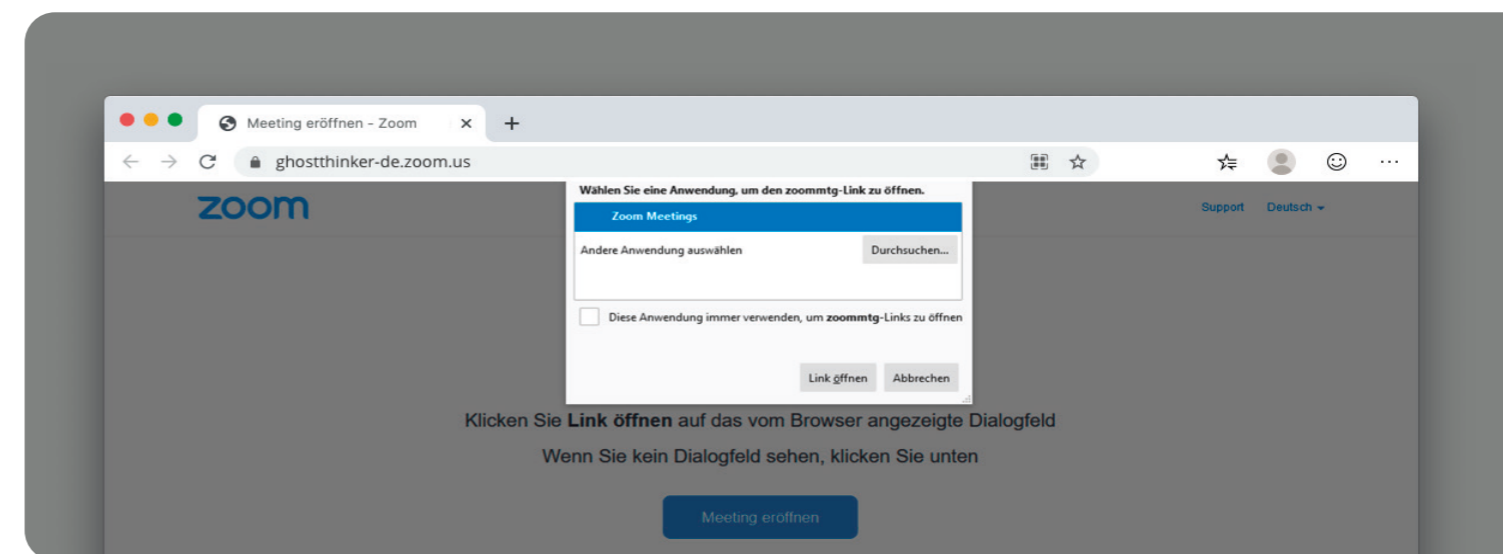 Meeting eröffnen - Zoom
ghostthinker-de.zoom.us
Wählen Sie eine Anwendung, um den zoommtg-Link zu öffnen.
zoom
Support Deutsch
Zoom Meetings
Andere Anwendung auswählen Durchsuchen...
Diese Anwendung immer verwenden, um zoommtg-Links zu öffnen
Link öffnen Abbrechen
Klicken Sie Link öffnen auf das vom Browser angezeigte Dialogfeld
Wenn Sie kein Dialogfeld sehen, klicken Sie unten
Meeting eröffnen